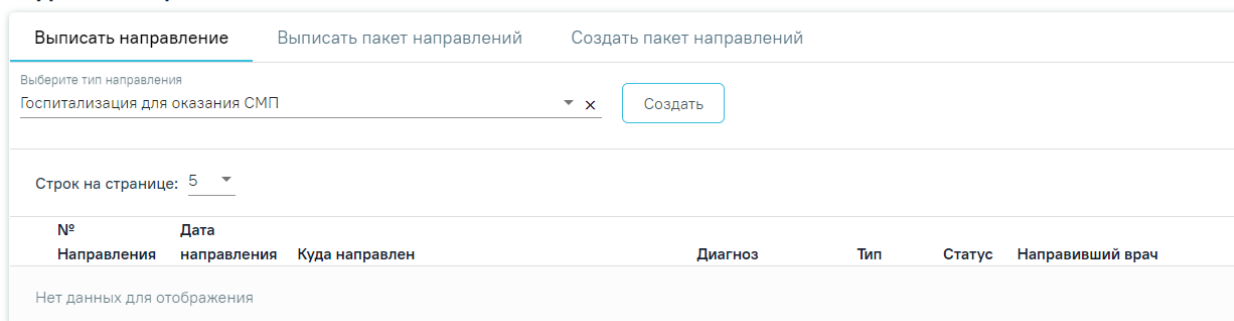 Выписать направление Выписать пакет направлений Создать пакет направлений
Выберите тип направления
Госпитализация для оказания СМП x Создать
Строк на странице: 5
№ Дата
Направления направления Куда направлен Диагноз Тип Статус Направивший врач
Нет данных для отображения